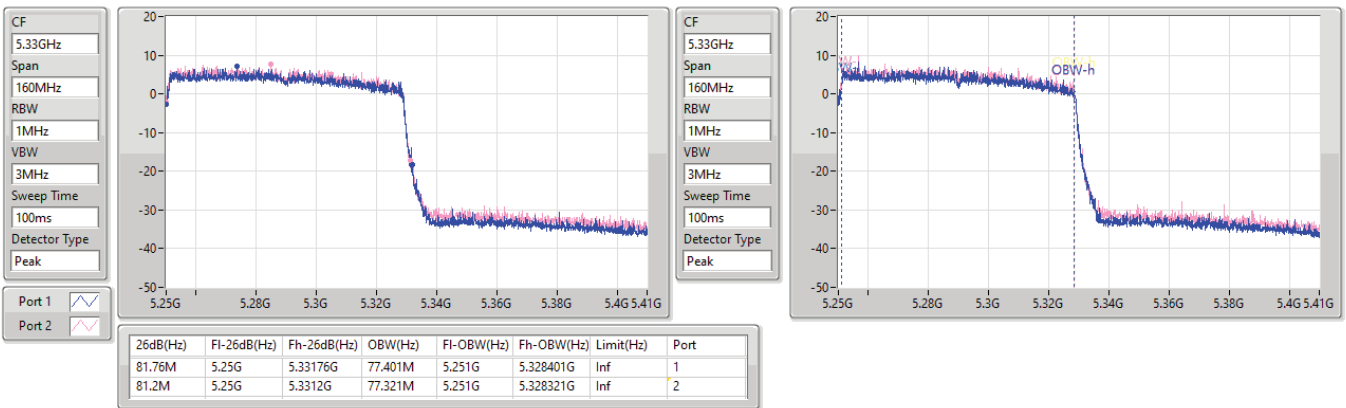 CF
5.33GHz
Span
160MHz
RBW
1MHz
VBW
3MHz
Sweep Time
100ms
Detector Type
Peak
Port 1
Port 2
20
10
0
-10
-20
-30
-40
-50
5.25G 5.28G 5.3G 5.32G 5.34G 5.36G 5.38G 5.4G 5.41G
CF
5.33GHz
Span
160MHz
RBW
1MHz
VBW
3MHz
Sweep Time
100ms
Detector Type
Peak
20
10
0
-10
-20
-30
-40
-50
OBW-h
5.25G 5.28G 5.3G 5.32G 5.34G 5.36G 5.38G 5.4G 5.41G
26dB(Hz) Fl-26dB(Hz) Fh-26dB(Hz) OBW(Hz) Fl-OBW(Hz) Fh-OBW(Hz) Limit(Hz) Port
81.76M 5.25G 5.33176G 77.401M 5.251G 5.328401G Inf 1
81.2M 5.25G 5.3312G 77.321M 5.251G 5.328321G Inf 2